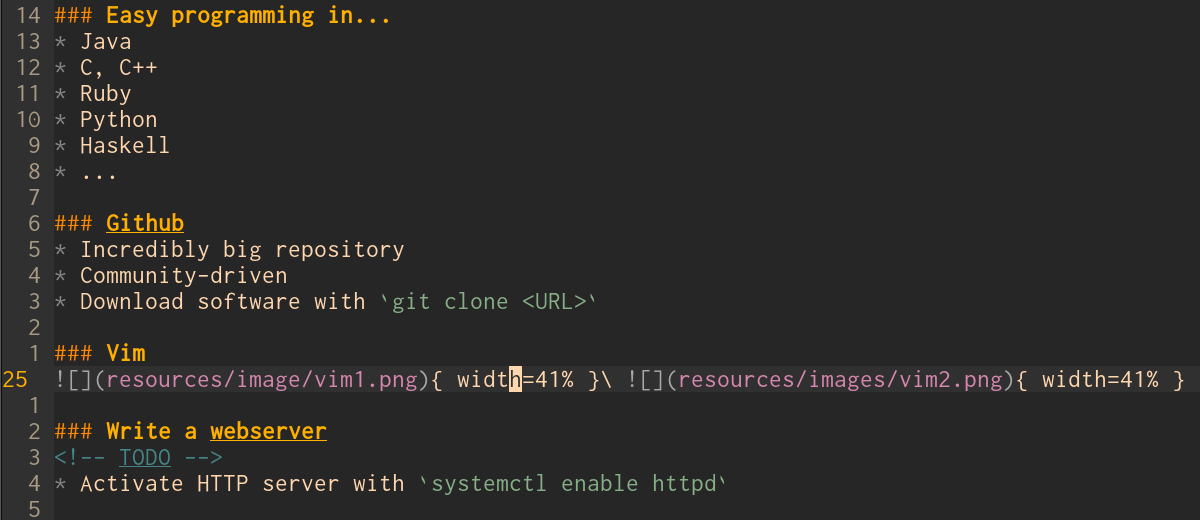 14 ### Easy programming in...
13 * Java
12 * C, C++
11 * Ruby
10 * Python
9 * Haskell
8 * ...
7
6 ### Github
5 * Incredibly big repository
4 * Community-driven
3 * Download software with `git clone <URL>`
2
1 ### Vim
25 ![](resources/image/vim1.png){ width=41% }\ ![](resources/images/vim2.png){ width=41% }
1
2 ### Write a webserver
3 <!-- TODO -->
4 * Activate HTTP server with `systemctl enable httpd`
5